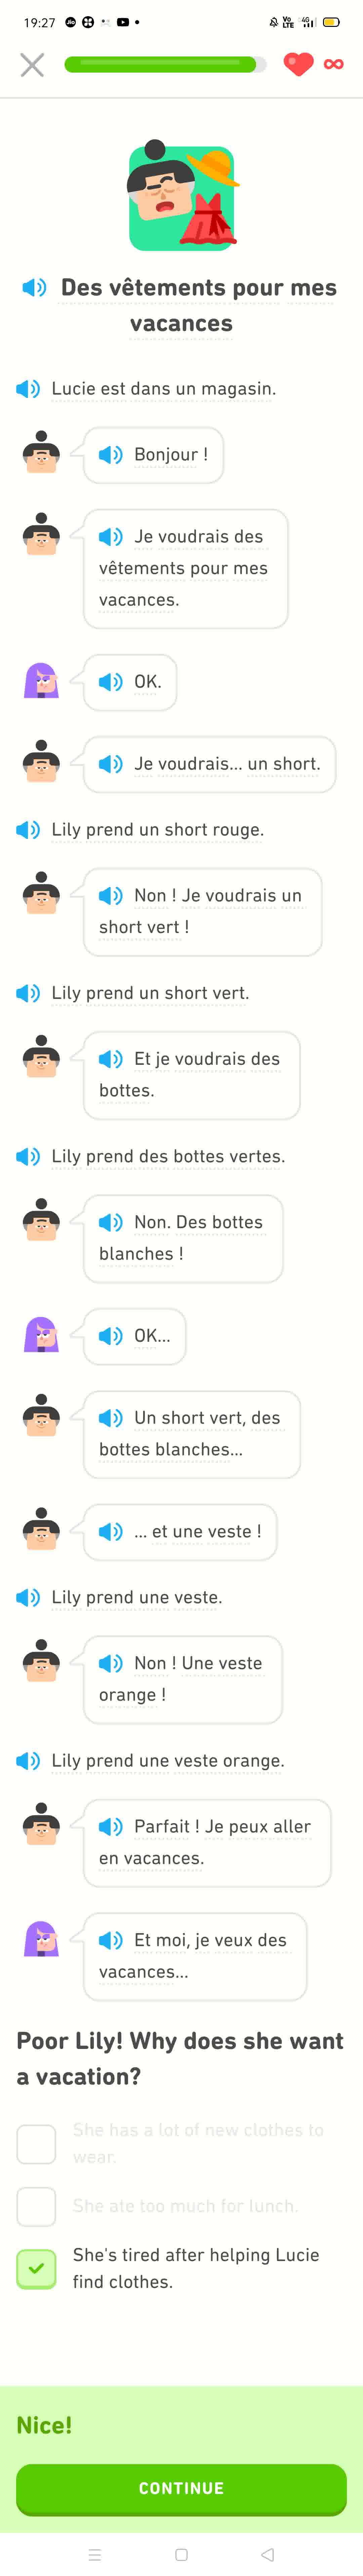 19:27
Vo LTE 4G
Des vêtements pour mes
vacances
Lucie est dans un magasin.
Bonjour !
Je voudrais des
vêtements pour mes
vacances.
OK.
Je voudrais... un short.
Lily prend un short rouge.
Non ! Je voudrais un
short vert !
Lily prend un short vert.
Et je voudrais des
bottes.
Lily prend des bottes vertes.
Non. Des bottes
blanches !
OK...
Un short vert, des
bottes blanches...
... et une veste !
Lily prend une veste.
Non ! Une veste
orange !
Lily prend une veste orange.
Parfait ! Je peux aller
en vacances.
Et moi, je veux des
vacances...
Poor Lily! Why does she want
a vacation?
She has a lot of new clothes to
wear.
She ate too much for lunch.
She's tired after helping Lucie
find clothes.
Nice!
CONTINUE